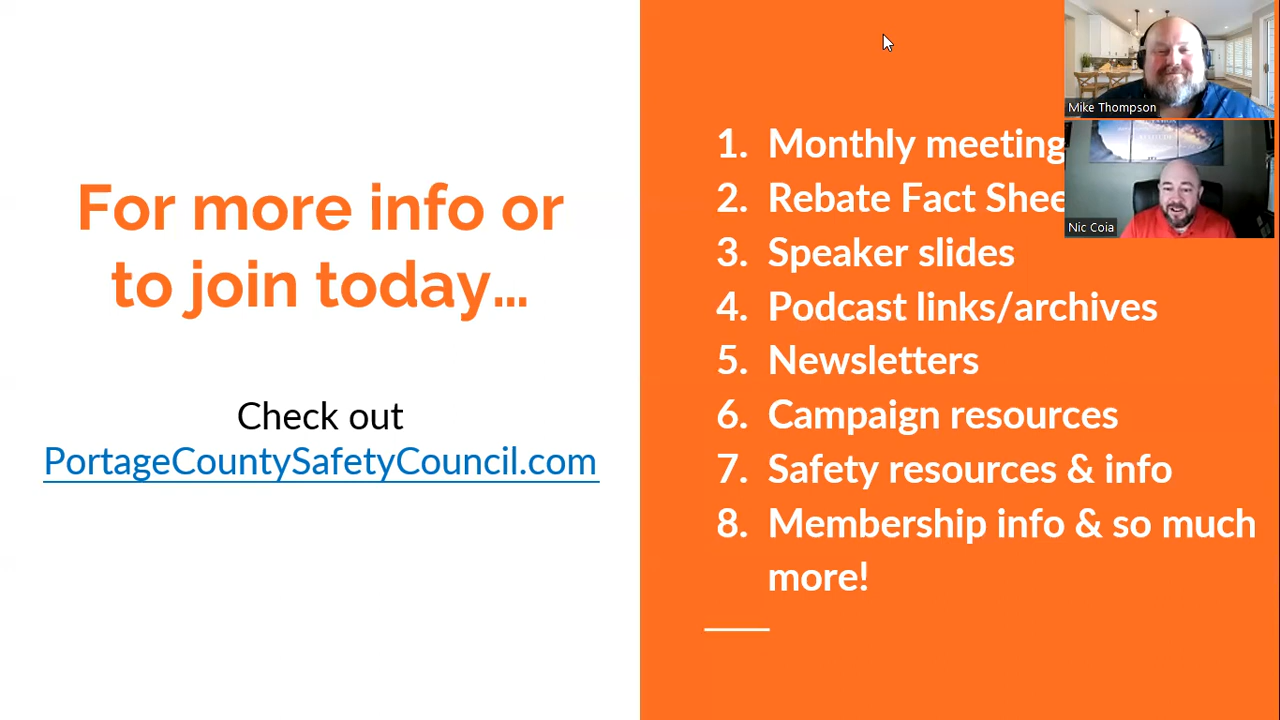 For more info or
to join today...
Check out
PortageCountySafetyCouncil.com
1. Monthly meeting
2. Rebate Fact Shee
3. Speaker slides
4. Podcast links/archives
5. Newsletters
6. Campaign resources
7. Safety resources & info
8. Membership info & so much
more!
Mike Thompson
Nic Coia